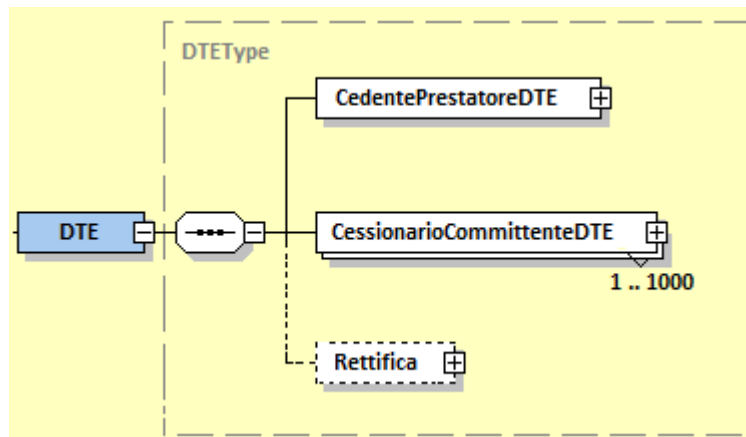 DTEType
CedentePrestatoreDTE
DTE
CessionarioCommittenteDTE
1 .. 1000
Rettifica